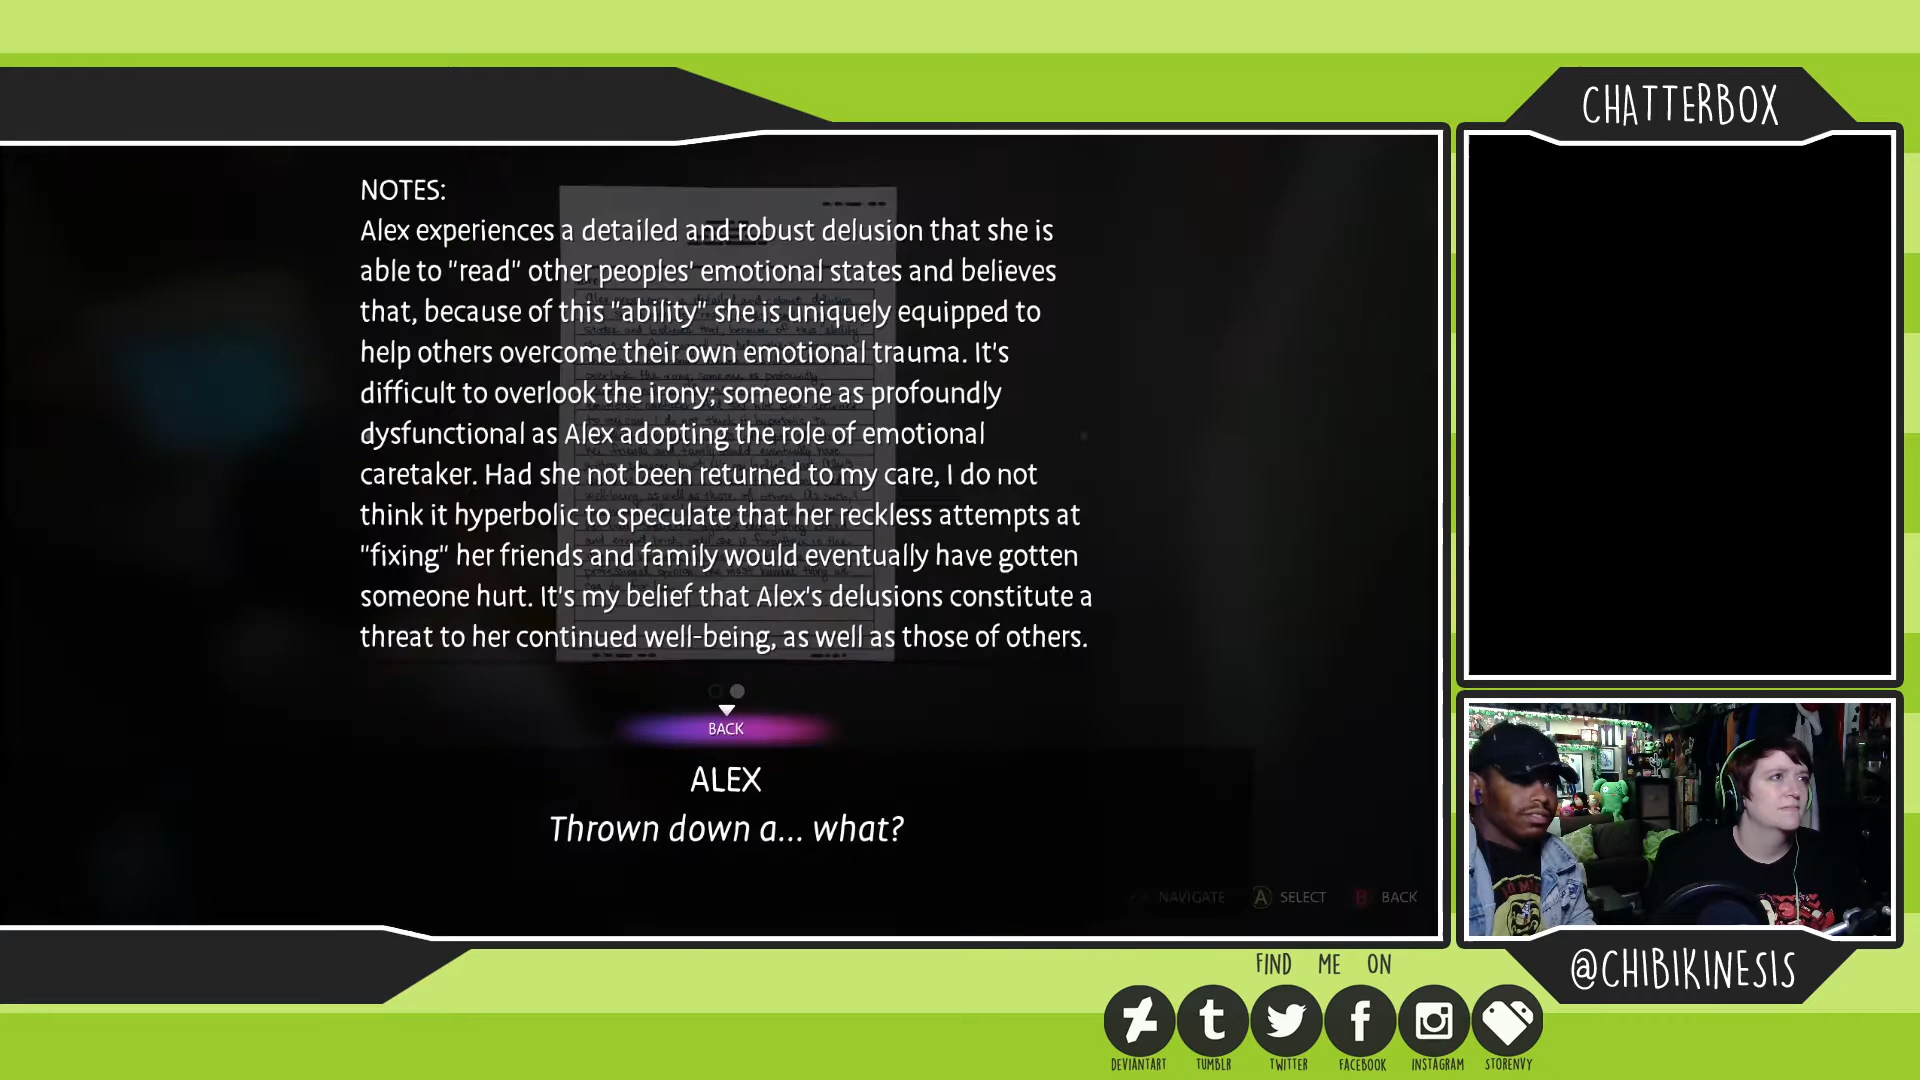 CHATTERBOX
NOTES:
Alex experiences a detailed and robust delusion that she is
able to "read" other peoples' emotional states and believes
that, because of this "ability" she is uniquely equipped to
help others overcome their own emotional trauma. It's
difficult to overlook the irony; someone as profoundly
dysfunctional as Alex adopting the role of emotional
caretaker. Had she not been returned to my care, I do not
think it hyperbolic to speculate that her reckless attempts at
"fixing" her friends and family would eventually have gotten
someone hurt. It's my belief that Alex's delusions constitute a
threat to her continued well-being, as well as those of others.
BACK
ALEX
Thrown down a... what?
NAVIGATE A SELECT B BACK
@CHIBIKINESIS
FIND ME ON
DEVIANTART TUMBLR TWITTER FACEBOOK INSTAGRAM STORENVY